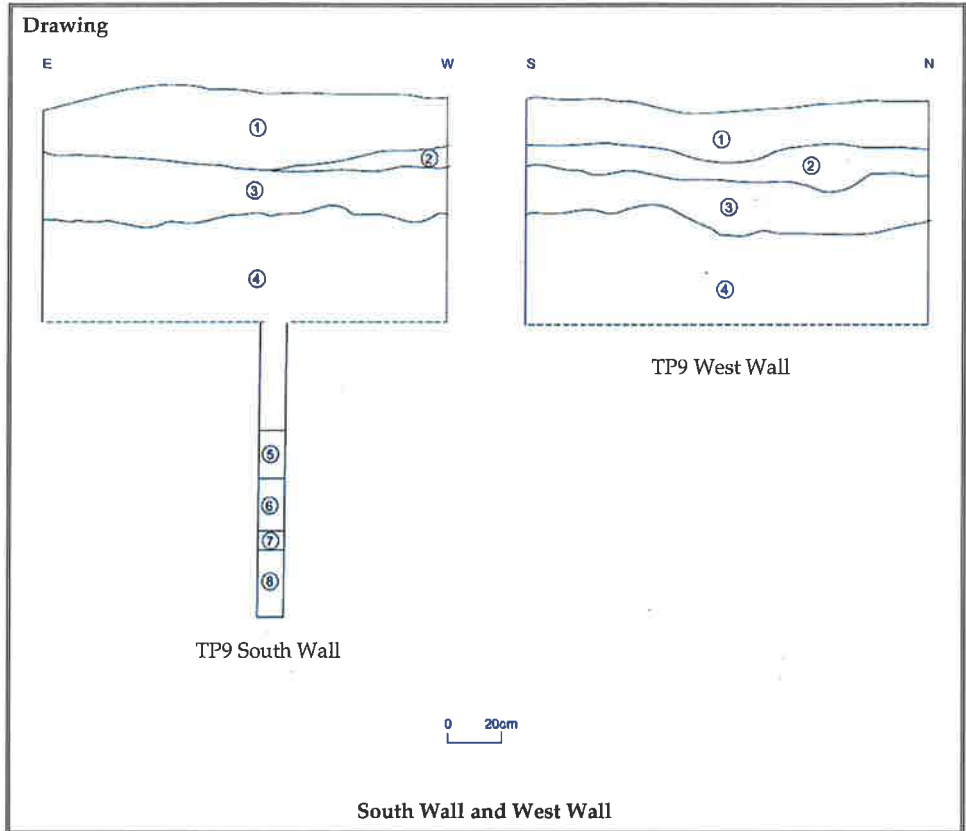 Drawing
E W
①
②
③
④
⑤
⑥
⑦
⑧
TP9 South Wall
S N
①
②
③
④
TP9 West Wall
0 20cm
South Wall and West Wall